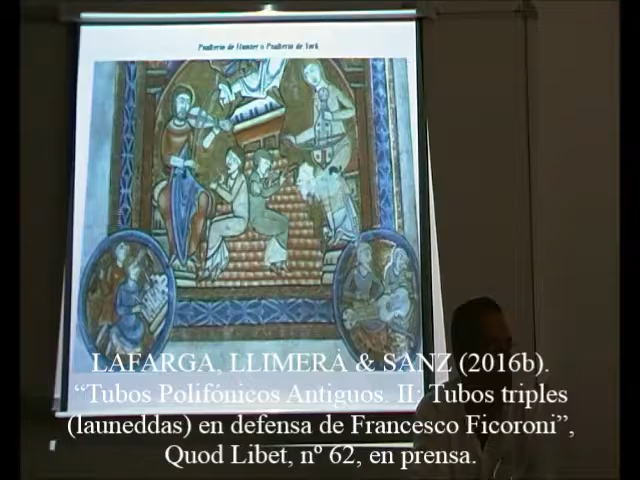 Psalterio de Hunter o Psalterio de York
LAFARGA, LLIMERÁ & SANZ (2016b).
“Tubos Polifónicos Antiguos. II: Tubos triples
(launeddas) en defensa de Francesco Ficoroni”,
Quod Libet, nº 62, en prensa.